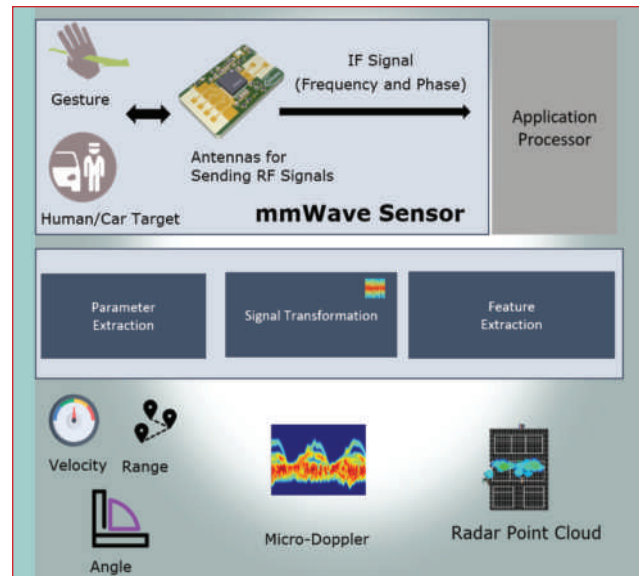 IF Signal
(Frequency and Phase)
Gesture
Application
Processor
Antennas for
Sending RF Signals
Human/Car Target
mmWave Sensor
Parameter
Extraction
Signal Transformation
Feature
Extraction
Velocity
Range
Angle
Micro-Doppler
Radar Point Cloud